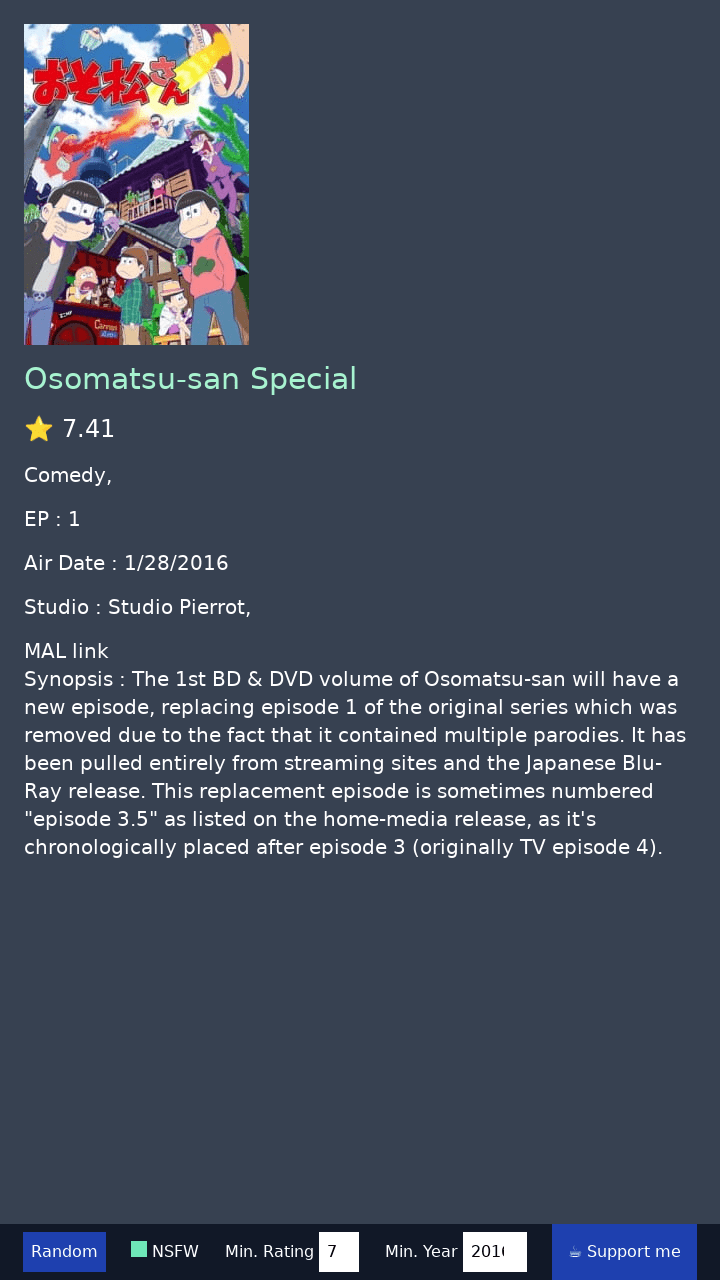 おそ松さん
Osomatsu-san Special
⭐ 7.41
Comedy,
EP : 1
Air Date : 1/28/2016
Studio : Studio Pierrot,
MAL link
Synopsis : The 1st BD & DVD volume of Osomatsu-san will have a
new episode, replacing episode 1 of the original series which was
removed due to the fact that it contained multiple parodies. It has
been pulled entirely from streaming sites and the Japanese Blu-
Ray release. This replacement episode is sometimes numbered
"episode 3.5" as listed on the home-media release, as it's
chronologically placed after episode 3 (originally TV episode 4).
Random NSFW Min. Rating 7 Min. Year 201 ☕ Support me